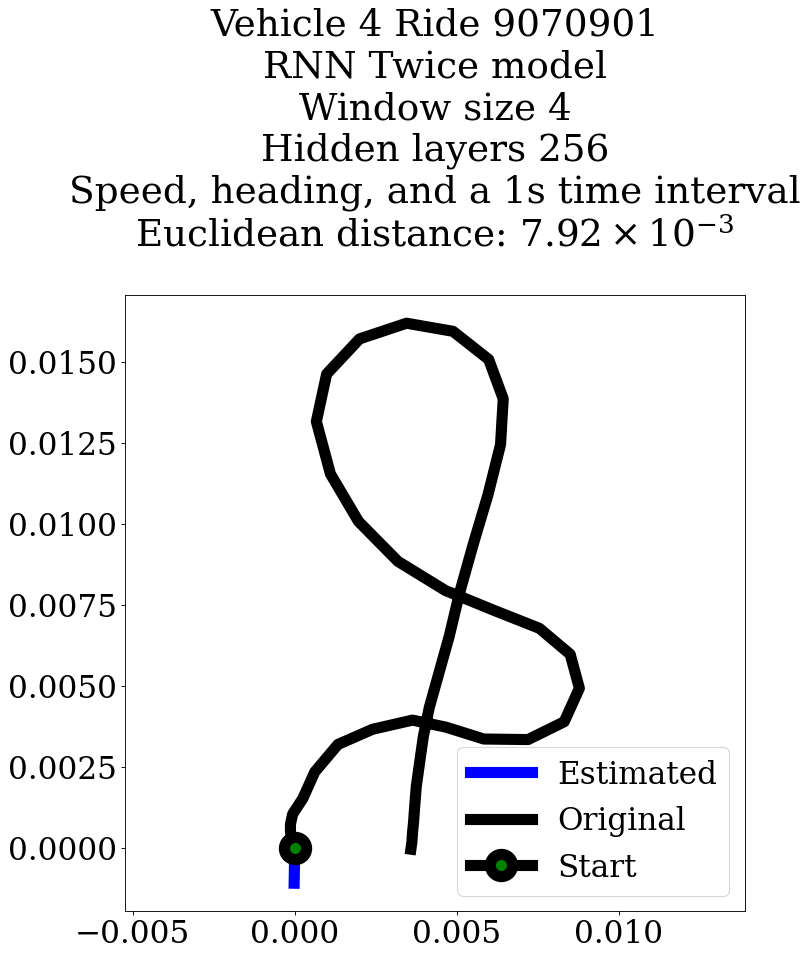 Vehicle 4 Ride 9070901
RNN Twice model
Window size 4
Hidden layers 256
Speed, heading, and a 1s time interval
Euclidean distance: 7.92 × 10⁻³
0.0150
0.0125
0.0100
0.0075
0.0050
0.0025
0.0000
Estimated
Original
Start
−0.005 0.000 0.005 0.010